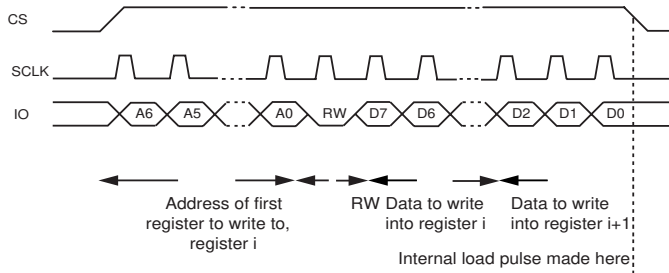 CS
SCLK
IO
A6 A5 A0 RW D7 D6 D2 D1 D0
Address of first
register to write to,
register i
RW
Data to write
into register i
Data to write
into register i+1
Internal load pulse made here